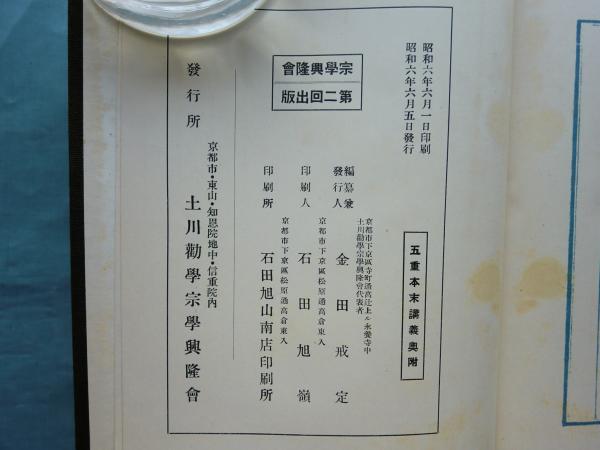 昭和六年六月一日印刷
昭和六年六月五日發行
五重本末講義奥附
宗學興隆會
第二回出版
京都市下京區寺町通高辻上ル永養寺中
土川勸學宗學興隆會代表者
編纂兼
發行人
金田戒定
京都市下京區松原通高倉東入
印刷人
石田旭嶺
京都市下京區松原通高倉東入
印刷所
石田旭山南店印刷所
京都市・東山・知恩院地中・信重院内
發行所
土川勸學宗學興隆會